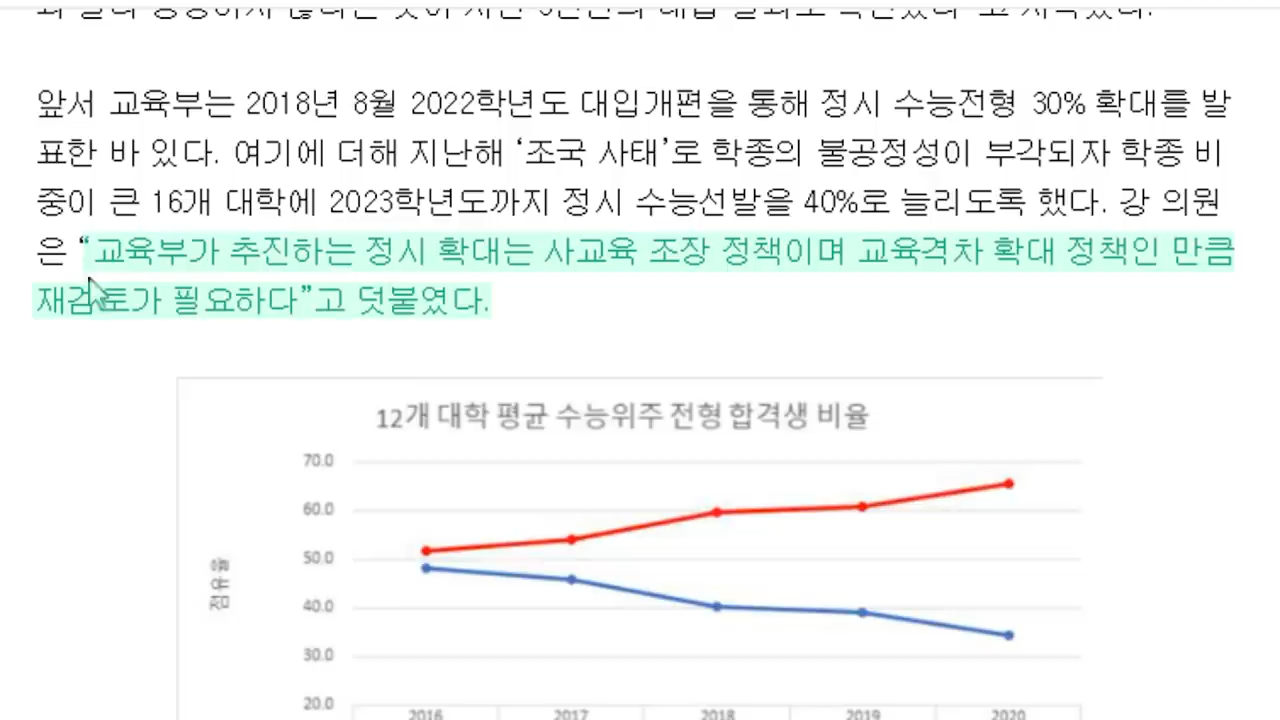 앞서 교육부는 2018년 8월 2022학년도 대입개편을 통해 정시 수능전형 30% 확대를 발
표한 바 있다. 여기에 더해 지난해 ‘조국 사태’로 학종의 불공정성이 부각되자 학종 비
중이 큰 16개 대학에 2023학년도까지 정시 수능선발을 40%로 늘리도록 했다. 강 의원
은 “교육부가 추진하는 정시 확대는 사교육 조장 정책이며 교육격차 확대 정책인 만큼
재검토가 필요하다”고 덧붙였다.
12개 대학 평균 수능위주 전형 합격생 비율
70.0
60.0
50.0
40.0
30.0
20.0
점유율
2016 2017 2018 2019 2020